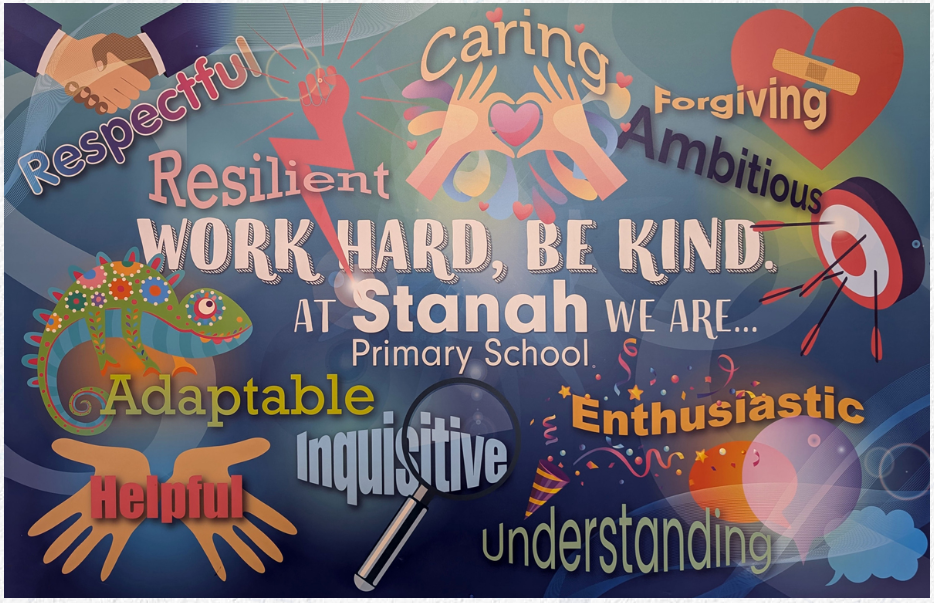 Caring
Respectful
Forgiving
Ambitious
Resilient
WORK HARD, BE KIND.
AT Stanah WE ARE...
Primary School
Adaptable
Enthusiastic
Inquisitive
Helpful
Understanding